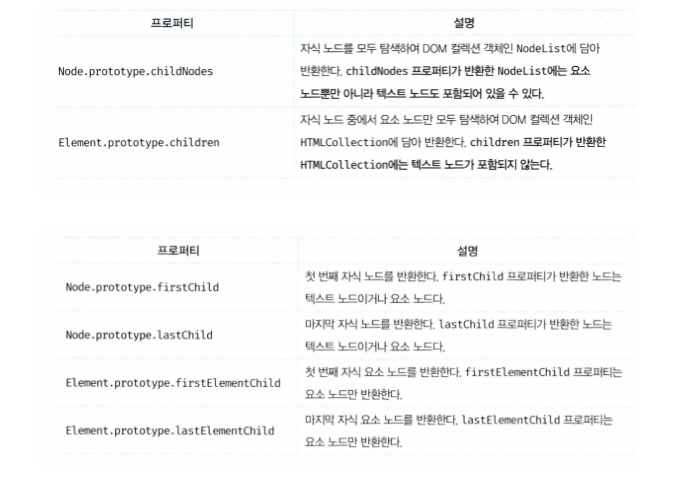 프로퍼티 설명
자식 노드를 모두 탐색하여 DOM 컬렉션 객체인 NodeList에 담아
Node.prototype.childNodes 반환한다. childNodes 프로퍼티가 반환한 NodeList에는 요소
노드뿐만 아니라 텍스트 노드도 포함되어 있을 수 있다.
자식 노드 중에서 요소 노드만 모두 탐색하여 DOM 컬렉션 객체인
Element.prototype.children HTMLCollection에 담아 반환한다. children 프로퍼티가 반환한
HTMLCollection에는 텍스트 노드가 포함되지 않는다.
프로퍼티 설명
Node.prototype.firstChild 첫 번째 자식 노드를 반환한다. firstChild 프로퍼티가 반환한 노드는
텍스트 노드이거나 요소 노드다.
Node.prototype.lastChild 마지막 자식 노드를 반환한다. lastChild 프로퍼티가 반환한 노드는
텍스트 노드이거나 요소 노드다.
Element.prototype.firstElementChild 첫 번째 자식 요소 노드를 반환한다. firstElementChild 프로퍼티는
요소 노드만 반환한다.
Element.prototype.lastElementChild 마지막 자식 요소 노드를 반환한다. lastElementChild 프로퍼티는
요소 노드만 반환한다.